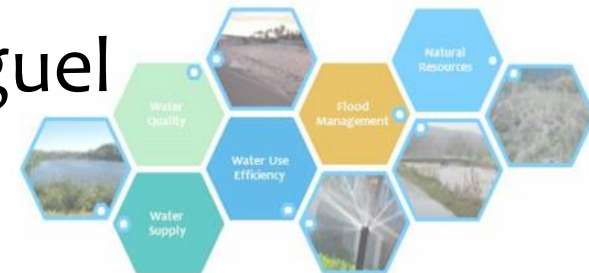 guel
Natural
Resources
Water
Quality
Flood
Management
Water Use
Efficiency
Water
Supply